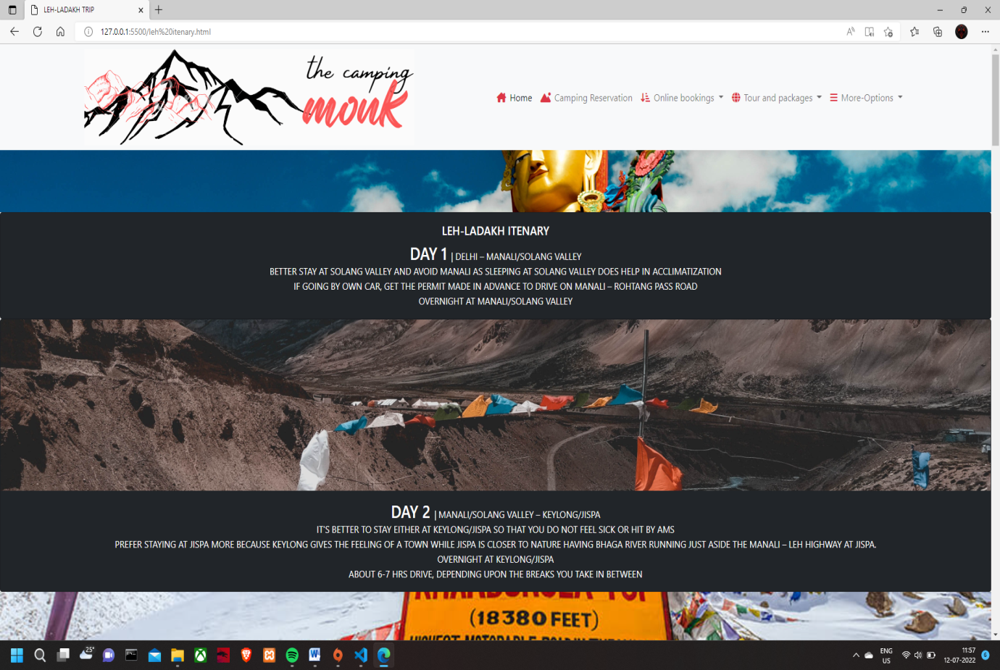 LEH-LADAKH TRIP
127.0.0.1:5500/leh%20itenary.html
the camping
monk
Home
Camping Reservation
Online bookings
Tour and packages
More-Options
LEH-LADAKH ITENARY
DAY 1 | DELHI – MANALI/SOLANG VALLEY
BETTER STAY AT SOLANG VALLEY AND AVOID MANALI AS SLEEPING AT SOLANG VALLEY DOES HELP IN ACCLIMATIZATION
IF GOING BY OWN CAR, GET THE PERMIT MADE IN ADVANCE TO DRIVE ON MANALI – ROHTANG PASS ROAD
OVERNIGHT AT MANALI/SOLANG VALLEY
DAY 2 | MANALI/SOLANG VALLEY – KEYLONG/JISPA
IT'S BETTER TO STAY EITHER AT KEYLONG/JISPA SO THAT YOU DO NOT FEEL SICK OR HIT BY AMS
PREFER STAYING AT JISPA MORE BECAUSE KEYLONG GIVES THE FEELING OF A TOWN WHILE JISPA IS CLOSER TO NATURE HAVING BHAGA RIVER RUNNING JUST ASIDE THE MANALI – LEH HIGHWAY AT JISPA.
OVERNIGHT AT KEYLONG/JISPA
ABOUT 6-7 HRS DRIVE, DEPENDING UPON THE BREAKS YOU TAKE IN BETWEEN
(18380 FEET)
25°
ENG
US
11:57
12-07-2022
6